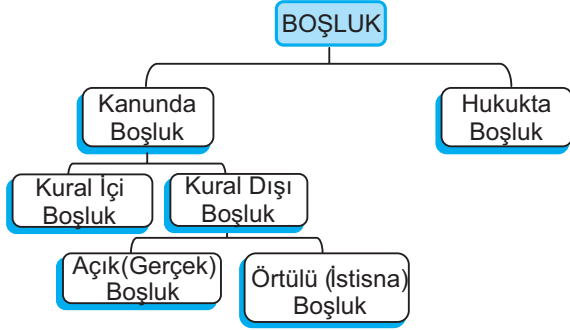 BOŞLUK
Kanunda
Boşluk
Hukukta
Boşluk
Kural İçi
Boşluk
Kural Dışı
Boşluk
Açık(Gerçek)
Boşluk
Örtülü (İstisna)
Boşluk